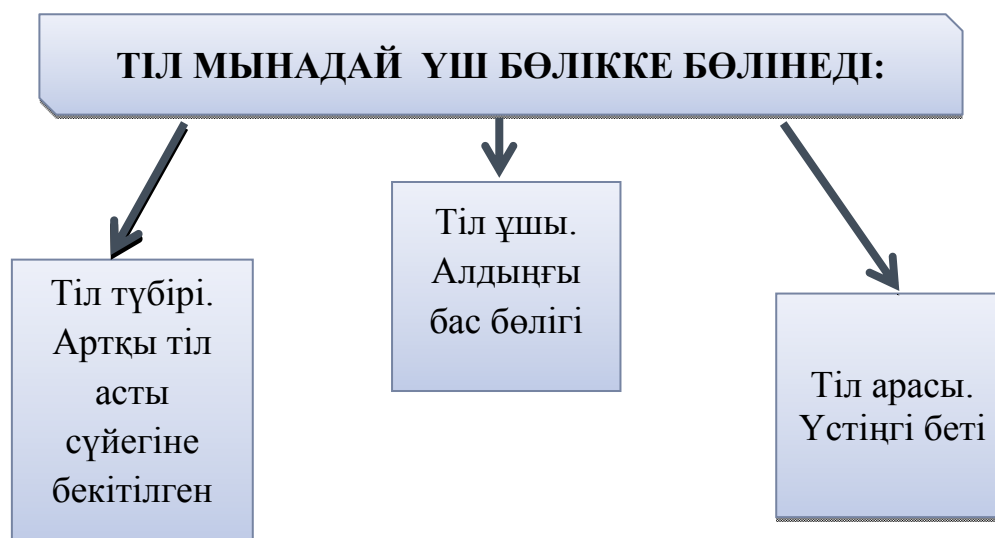 ТІЛ МЫНАДАЙ ҮШ БӨЛІККЕ БӨЛІНЕДІ:
Тіл түбірі.
Артқы тіл
асты
сүйегіне
бекітілген
Тіл ұшы.
Алдыңғы
бас бөлігі
Тіл арасы.
Үстіңгі беті